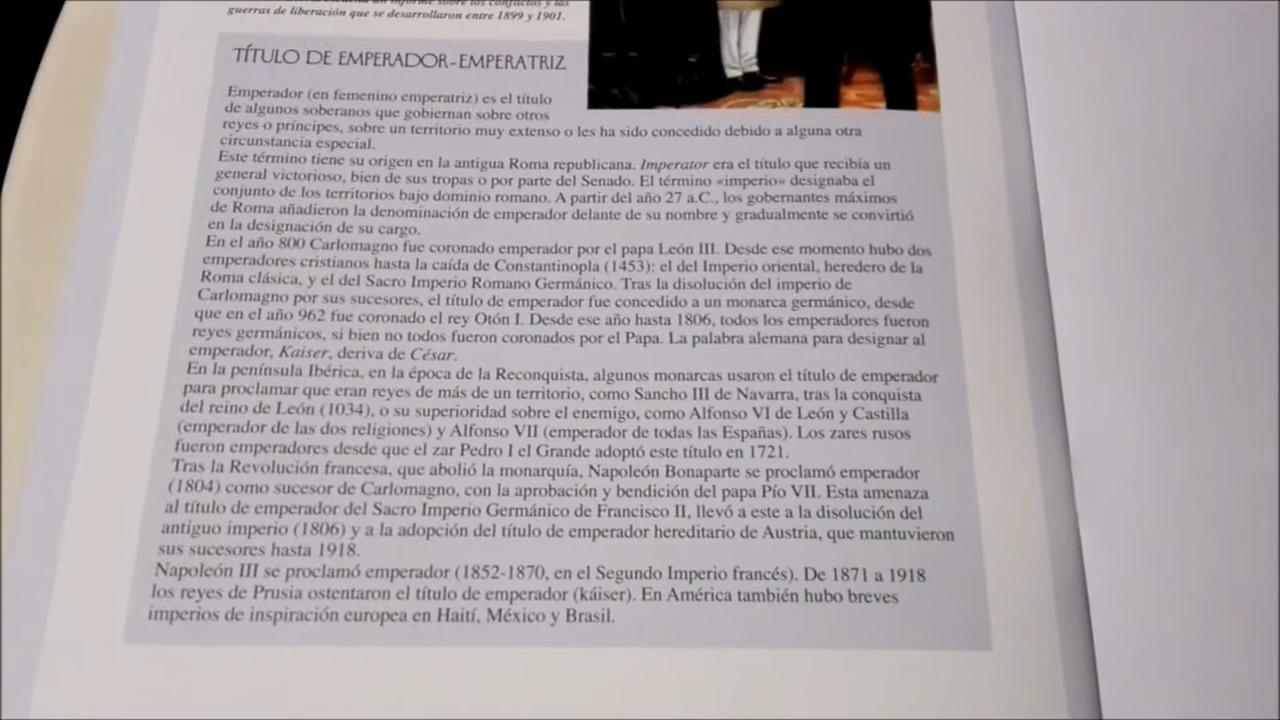 guerras de liberación que se desarrollaron entre 1899 y 1901.
TÍTULO DE EMPERADOR-EMPERATRIZ
Emperador (en femenino emperatriz) es el título
de algunos soberanos que gobiernan sobre otros
reyes o príncipes, sobre un territorio muy extenso o les ha sido concedido debido a alguna otra
circunstancia especial.
Este término tiene su origen en la antigua Roma republicana. Imperator era el título que recibía un
general victorioso, bien de sus tropas o por parte del Senado. El término «imperio» designaba el
conjunto de los territorios bajo dominio romano. A partir del año 27 a.C., los gobernantes máximos
de Roma añadieron la denominación de emperador delante de su nombre y gradualmente se convirtió
en la designación de su cargo.
En el año 800 Carlomagno fue coronado emperador por el papa León III. Desde ese momento hubo dos
emperadores cristianos hasta la caída de Constantinopla (1453): el del Imperio oriental, heredero de la
Roma clásica, y el del Sacro Imperio Romano Germánico. Tras la disolución del imperio de
Carlomagno por sus sucesores, el título de emperador fue concedido a un monarca germánico, desde
que en el año 962 fue coronado el rey Otón I. Desde ese año hasta 1806, todos los emperadores fueron
reyes germánicos, si bien no todos fueron coronados por el Papa. La palabra alemana para designar al
emperador, Kaiser, deriva de César.
En la península Ibérica, en la época de la Reconquista, algunos monarcas usaron el título de emperador
para proclamar que eran reyes de más de un territorio, como Sancho III de Navarra, tras la conquista
del reino de León (1034), o su superioridad sobre el enemigo, como Alfonso VI de León y Castilla
(emperador de las dos religiones) y Alfonso VII (emperador de todas las Españas). Los zares rusos
fueron emperadores desde que el zar Pedro I el Grande adoptó este título en 1721.
Tras la Revolución francesa, que abolió la monarquía, Napoleón Bonaparte se proclamó emperador
(1804) como sucesor de Carlomagno, con la aprobación y bendición del papa Pío VII. Esta amenaza
al título de emperador del Sacro Imperio Germánico de Francisco II, llevó a este a la disolución del
antiguo imperio (1806) y a la adopción del título de emperador hereditario de Austria, que mantuvieron
sus sucesores hasta 1918.
Napoleón III se proclamó emperador (1852-1870, en el Segundo Imperio francés). De 1871 a 1918
los reyes de Prusia ostentaron el título de emperador (káiser). En América también hubo breves
imperios de inspiración europea en Haití, México y Brasil.